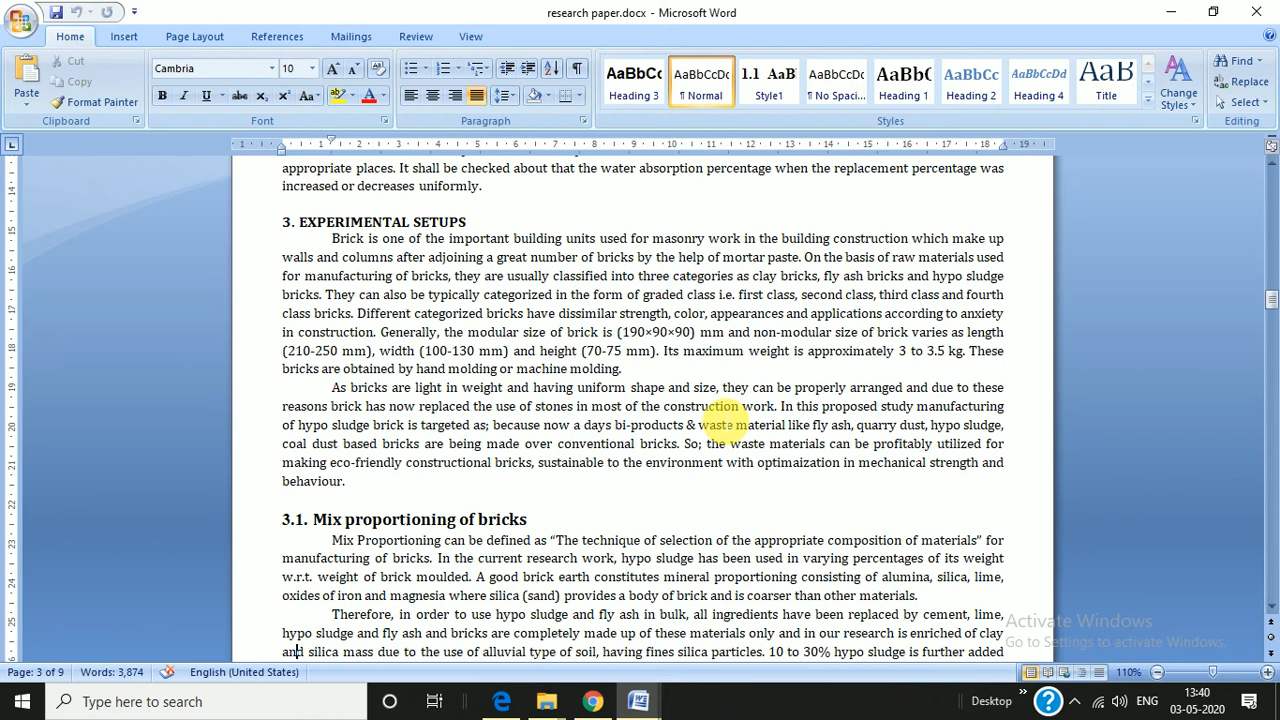 research paper.docx - Microsoft Word
Home Insert Page Layout References Mailings Review View
Paste
Cut
Copy
Format Painter
Clipboard
Cambria 10
Font
Paragraph
AaBbCc AaBbCcDc 1.1 AaB AaBbCcDc AaBbC AaBbCc AaBbCcDd AaB
Heading 3 ¶ Normal Style1 ¶ No Spaci... Heading 1 Heading 2 Heading 4 Title
Change Styles
Styles
Find
Replace
Select
Editing
appropriate places. It shall be checked about that the water absorption percentage when the replacement percentage was
increased or decreases uniformly.
3. EXPERIMENTAL SETUPS
Brick is one of the important building units used for masonry work in the building construction which make up
walls and columns after adjoining a great number of bricks by the help of mortar paste. On the basis of raw materials used
for manufacturing of bricks, they are usually classified into three categories as clay bricks, fly ash bricks and hypo sludge
bricks. They can also be typically categorized in the form of graded class i.e. first class, second class, third class and fourth
class bricks. Different categorized bricks have dissimilar strength, color, appearances and applications according to anxiety
in construction. Generally, the modular size of brick is (190×90×90) mm and non-modular size of brick varies as length
(210-250 mm), width (100-130 mm) and height (70-75 mm). Its maximum weight is approximately 3 to 3.5 kg. These
bricks are obtained by hand molding or machine molding.
As bricks are light in weight and having uniform shape and size, they can be properly arranged and due to these
reasons brick has now replaced the use of stones in most of the construction work. In this proposed study manufacturing
of hypo sludge brick is targeted as; because now a days bi-products & waste material like fly ash, quarry dust, hypo sludge,
coal dust based bricks are being made over conventional bricks. So; the waste materials can be profitably utilized for
making eco-friendly constructional bricks, sustainable to the environment with optimaization in mechanical strength and
behaviour.
3.1. Mix proportioning of bricks
Mix Proportioning can be defined as “The technique of selection of the appropriate composition of materials” for
manufacturing of bricks. In the current research work, hypo sludge has been used in varying percentages of its weight
w.r.t. weight of brick moulded. A good brick earth constitutes mineral proportioning consisting of alumina, silica, lime,
oxides of iron and magnesia where silica (sand) provides a body of brick and is coarser than other materials.
Therefore, in order to use hypo sludge and fly ash in bulk, all ingredients have been replaced by cement, lime,
hypo sludge and fly ash and bricks are completely made up of these materials only and in our research is enriched of clay
and silica mass due to the use of alluvial type of soil, having fines silica particles. 10 to 30% hypo sludge is further added
Activate Windows
Go to Settings to activate Windows.
Page: 3 of 9 Words: 3,874 English (United States) 110%
Type here to search Desktop ENG 13:40
03-05-2020